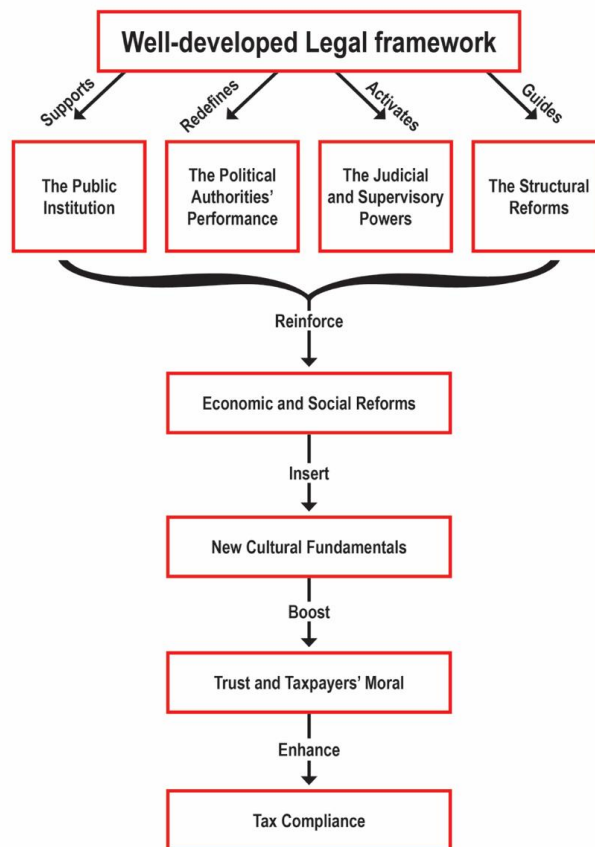 Well-developed Legal framework
Supports
Redefines
Activates
Guides
The Public
Institution
The Political
Authorities'
Performance
The Judicial
and Supervisory
Powers
The Structural
Reforms
Reinforce
Economic and Social Reforms
Insert
New Cultural Fundamentals
Boost
Trust and Taxpayers' Moral
Enhance
Tax Compliance